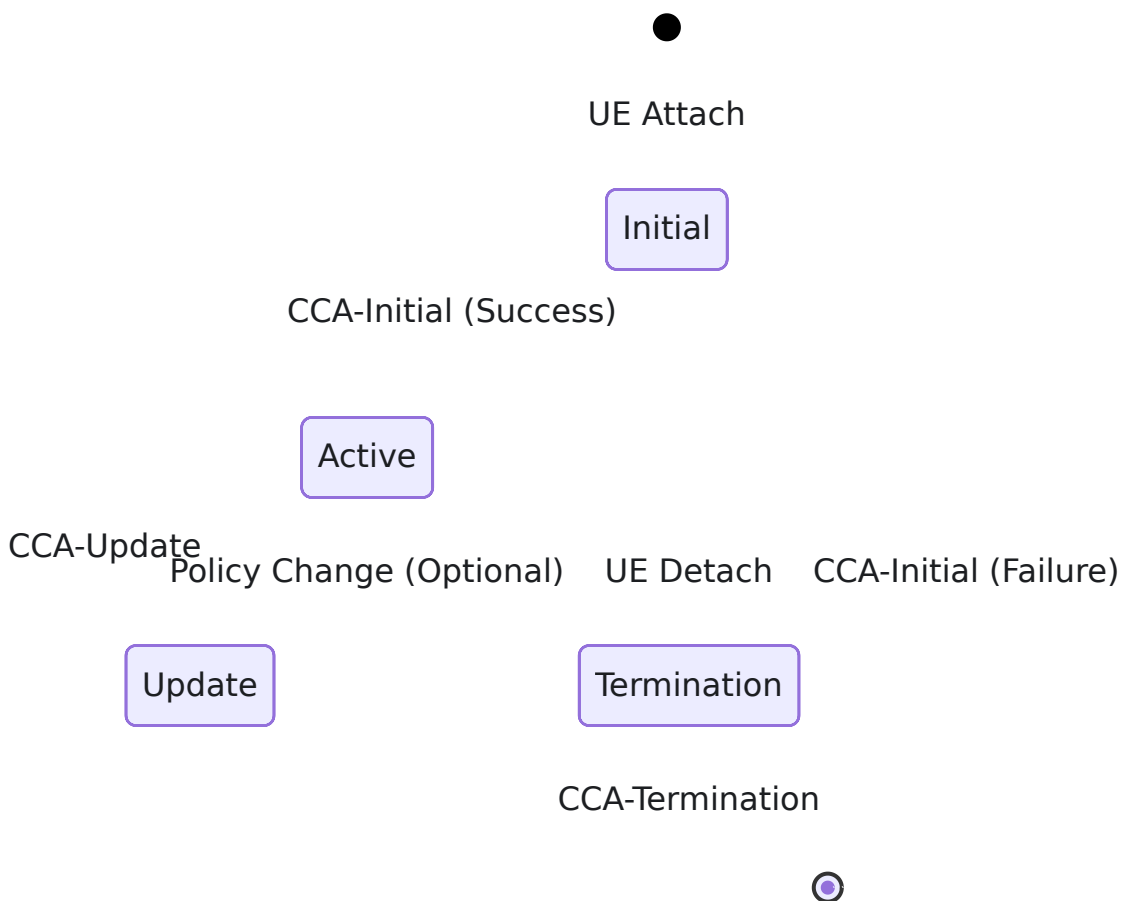 UE Attach
Initial
CCA-Initial (Success)
Active
CCA-Update
Policy Change (Optional)
UE Detach
CCA-Initial (Failure)
Update
Termination
CCA-Termination